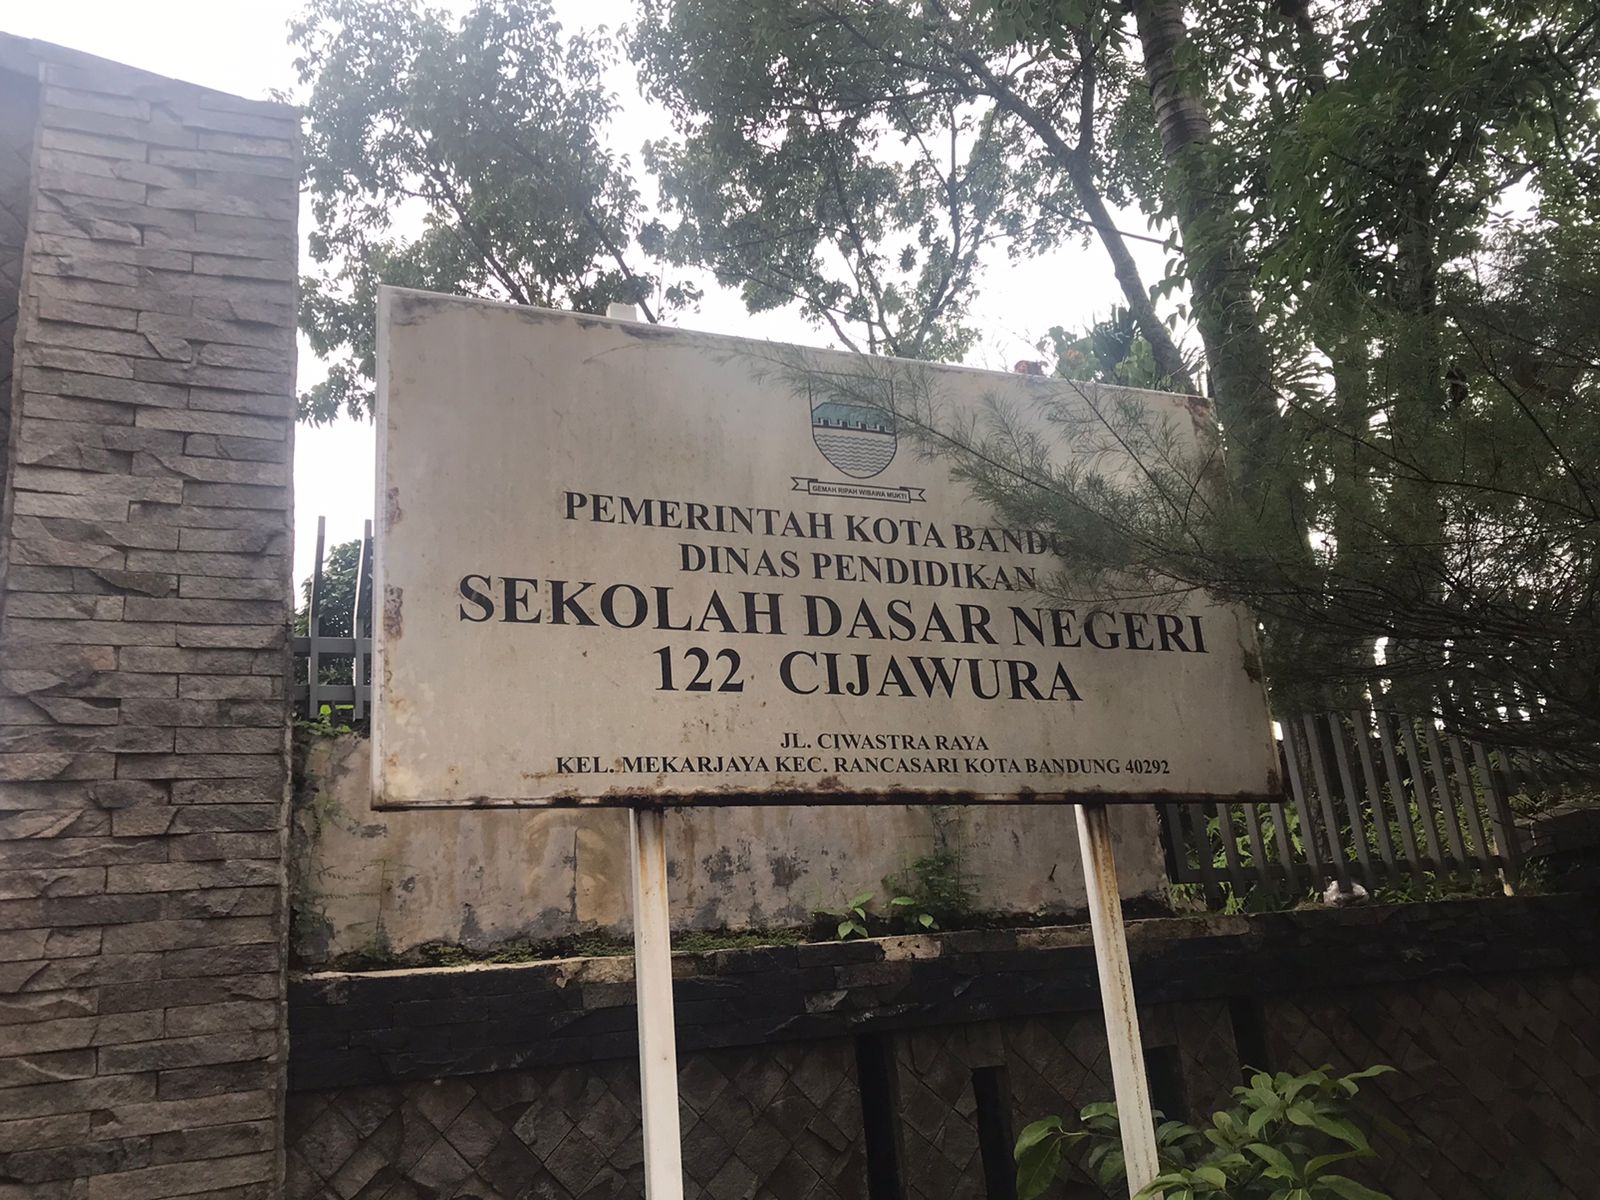 GEMAH RIPAH WIBAWA MUKTI
PEMERINTAH KOTA
DINAS PENDIDIKAN
SEKOLAH DASAR NEGERI
122 CIJAWURA
JL. CIWASTRA RAYA
KEL. MEKARJAYA KEC. RANCASARI KOTA BANDUNG 40292